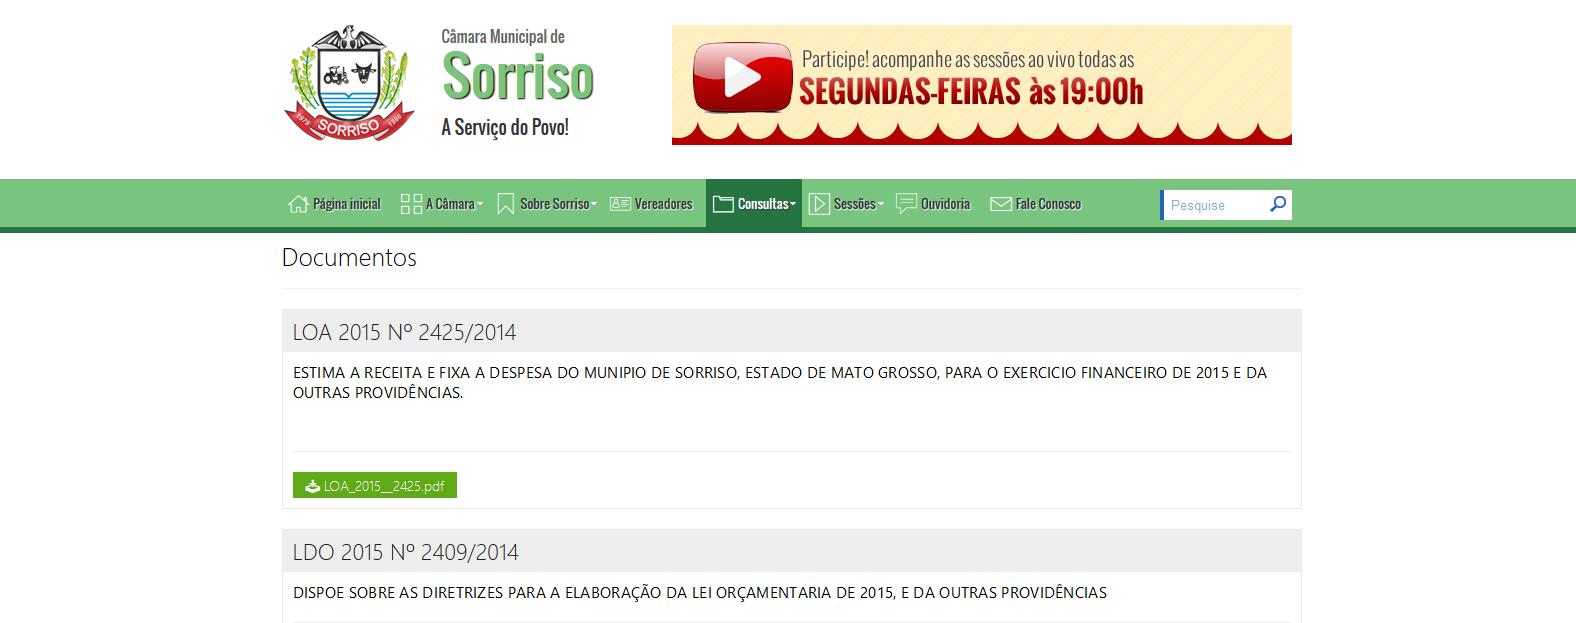 1979 SORRISO 1986
Câmara Municipal de
Sorriso
A Serviço do Povo!
Participe! acompanhe as sessões ao vivo todas as
SEGUNDAS-FEIRAS às 19:00h
Página inicial A Câmara Sobre Sorriso Vereadores Consultas Sessões Ouvidoria Fale Conosco Pesquise
Documentos
LOA 2015 Nº 2425/2014
ESTIMA A RECEITA E FIXA A DESPESA DO MUNIPIO DE SORRISO, ESTADO DE MATO GROSSO, PARA O EXERCICIO FINANCEIRO DE 2015 E DA
OUTRAS PROVIDÊNCIAS.
LOA_2015__2425.pdf
LDO 2015 Nº 2409/2014
DISPOE SOBRE AS DIRETRIZES PARA A ELABORAÇÃO DA LEI ORÇAMENTARIA DE 2015, E DA OUTRAS PROVIDÊNCIAS